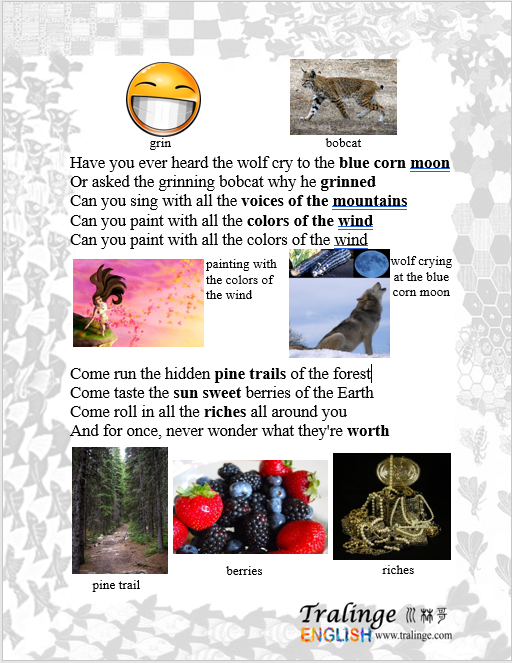 grin
bobcat
Have you ever heard the wolf cry to the blue corn moon
Or asked the grinning bobcat why he grinned
Can you sing with all the voices of the mountains
Can you paint with all the colors of the wind
Can you paint with all the colors of the wind
painting with
the colors of
the wind
wolf crying
at the blue
corn moon
Come run the hidden pine trails of the forest
Come taste the sun sweet berries of the Earth
Come roll in all the riches all around you
And for once, never wonder what they're worth
pine trail
berries
riches
Tralinge
ENGLISH www.tralinge.com